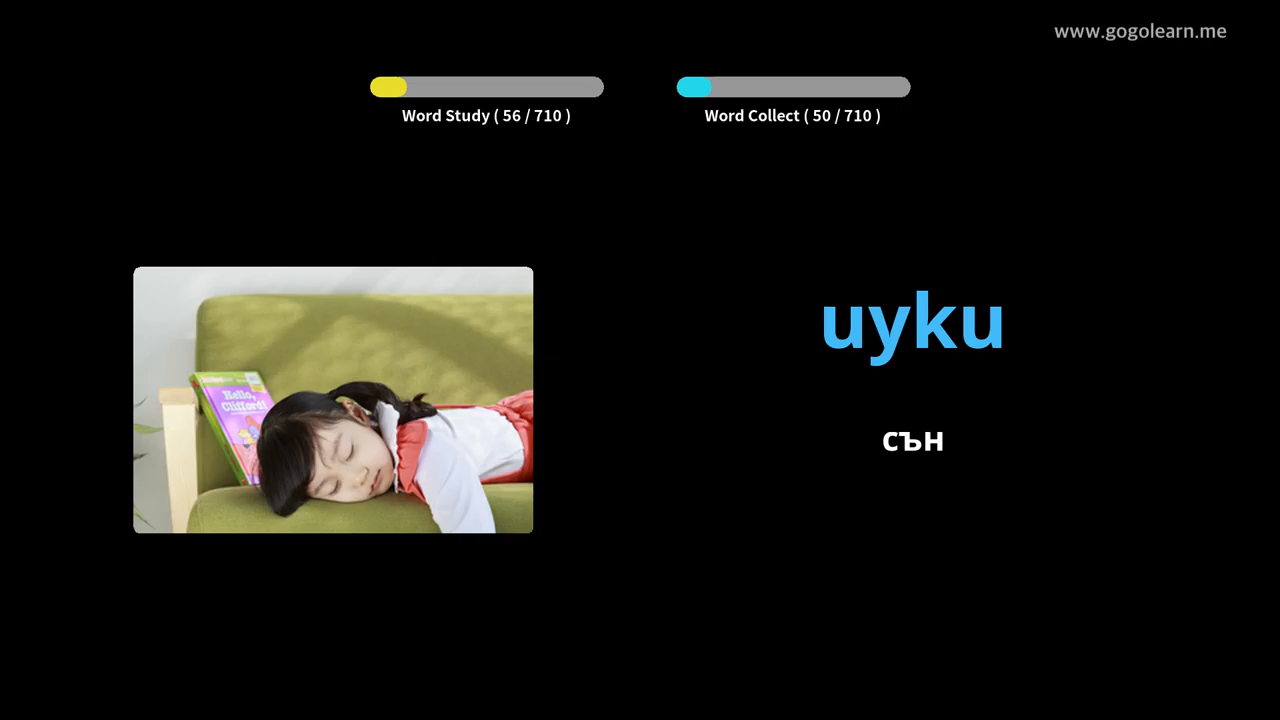 www.gogolearn.me
Word Study ( 56 / 710 )
Word Collect ( 50 / 710 )
Hello,
Clifford!
uyku
сън